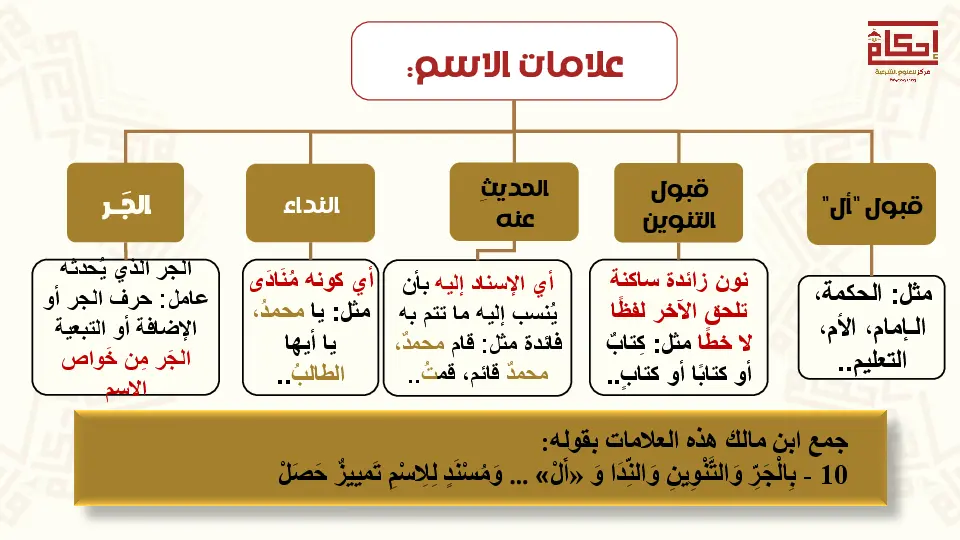 إحكام
مركز للعلوم الشرعية
علامات الاسم:
قبول "أل"
مثل: الحكمة،
الـإمام، الأم،
التعليم..
قبول
التنوين
نون زائدة ساكنة
تلحق الآخر لفظًا
لا خطًا مثل: كِتابٌ
أو كتابًا أو كتابٍ..
الحديثِ
عنه
أي الإسناد إليه بأن
يُنسب إليه ما تتم به
فائدة مثل: قام محمدٌ،
محمدٌ قائم، قمتُ..
النداء
أي كونه مُنَادَى
مثل: يا محمدُ،
يا أيها
الطالبُ..
الجَـر
الجر الذي يُحدثه
عامل: حرف الجر أو
الإضافة أو التبعية
الجَر مِن خَواص
الاسم
جمع ابن مالك هذه العلامات بقوله:
10 - بِالْجَرِّ وَالتَّنْوِينِ وَالنِّدَا وَ «ألْ» ... وَمُسْنَدٍ لِلِاسْمِ تَمييزٌ حَصَلْ